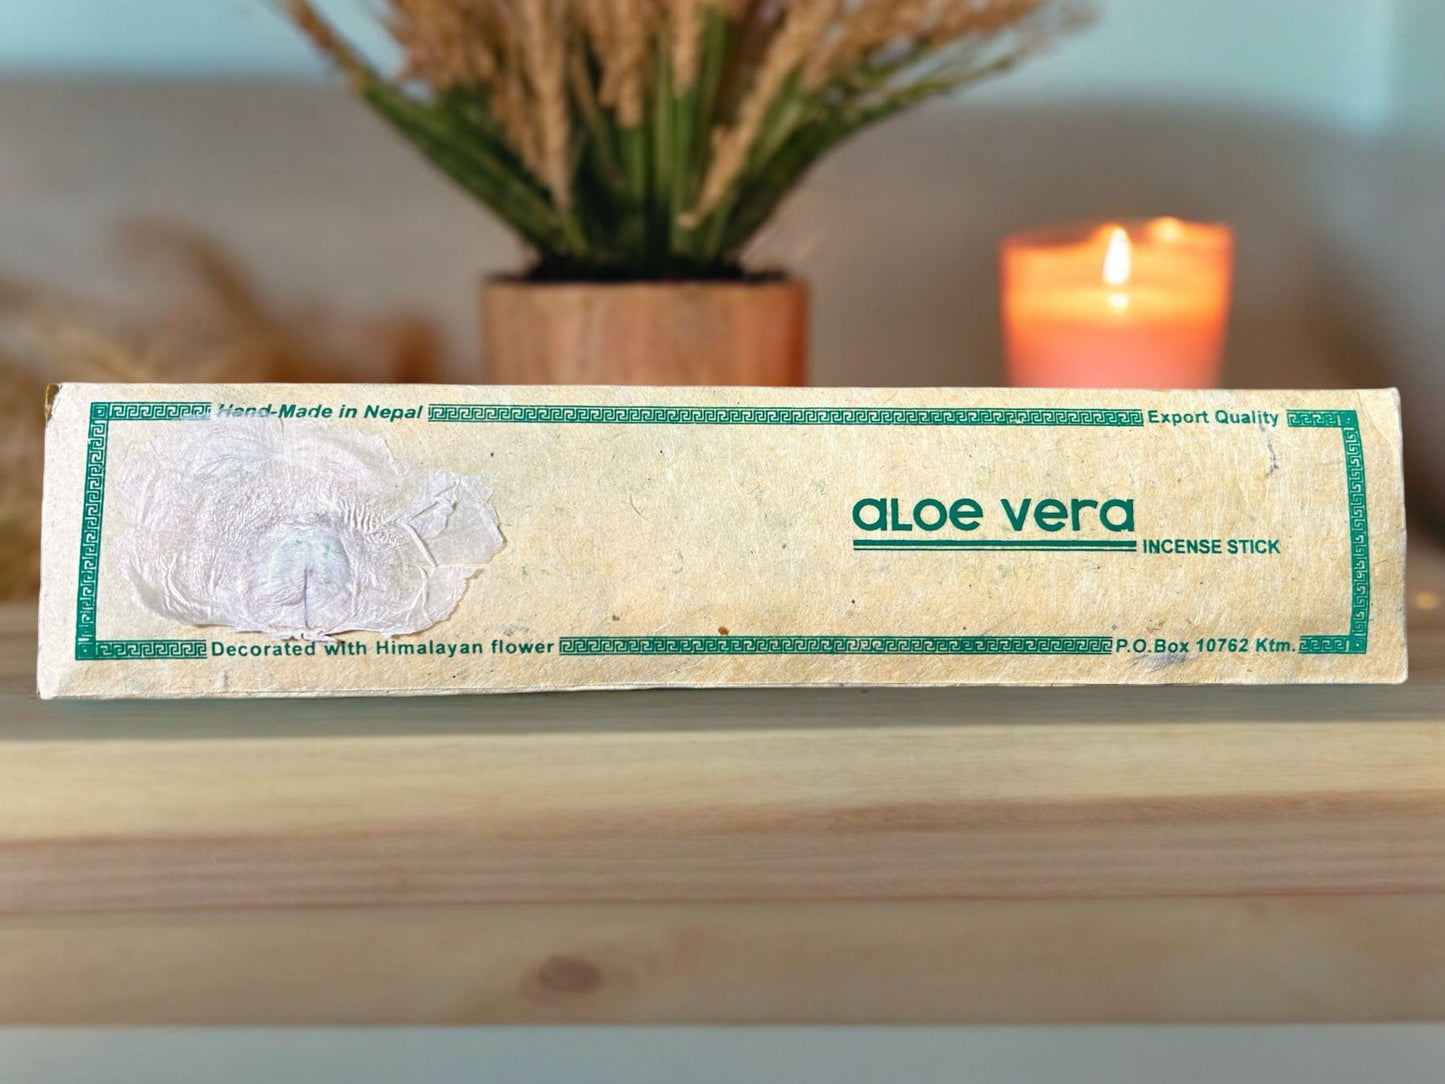 Hand-Made in Nepal
Export Quality
aloe vera
INCENSE STICK
Decorated with Himalayan flower
P.O.Box 10762 Ktm.